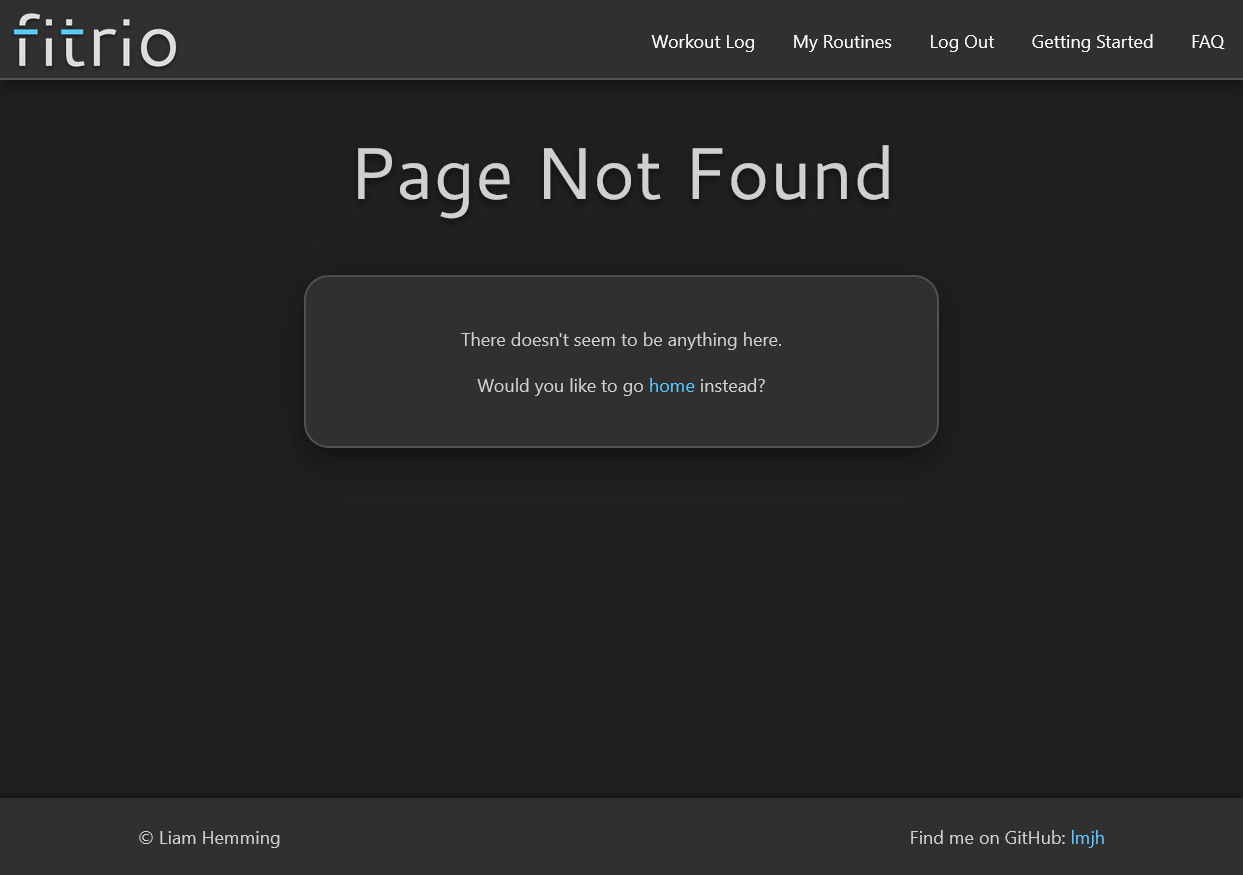 fitrio
Workout Log
My Routines
Log Out
Getting Started
FAQ
Page Not Found
There doesn't seem to be anything here.
Would you like to go home instead?
© Liam Hemming
Find me on GitHub: lmjh